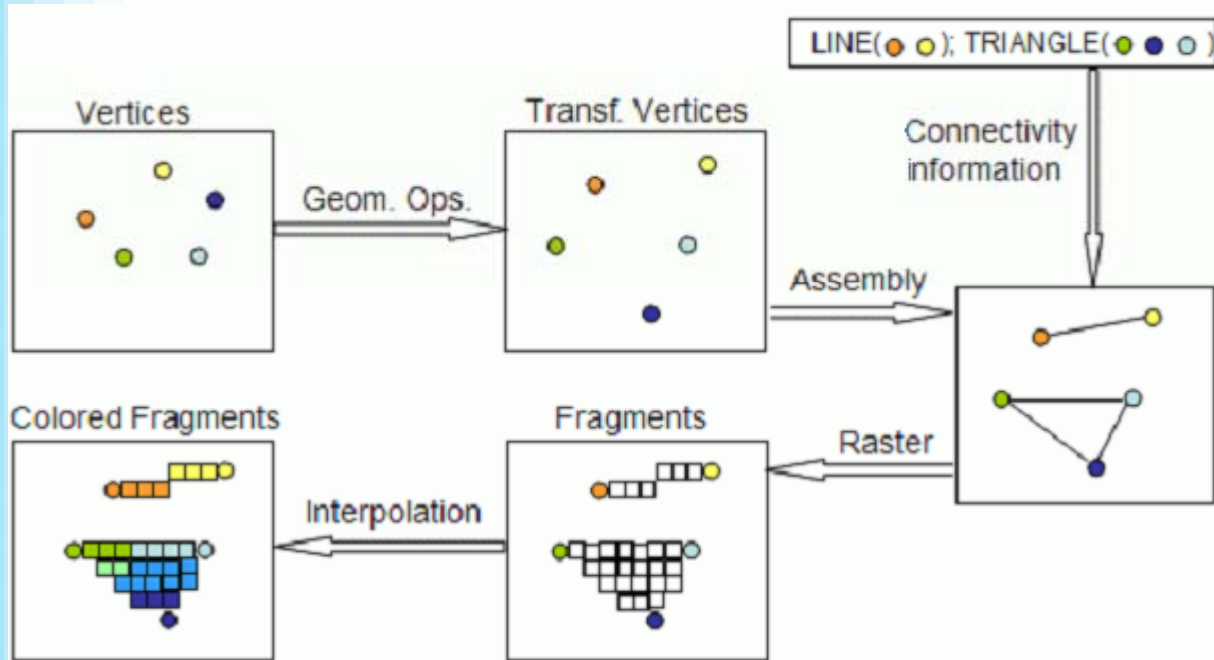 LINE( ); TRIANGLE( )
Vertices
Transf. Vertices
Connectivity
information
Geom. Ops.
Assembly
Colored Fragments
Fragments
Raster
Interpolation